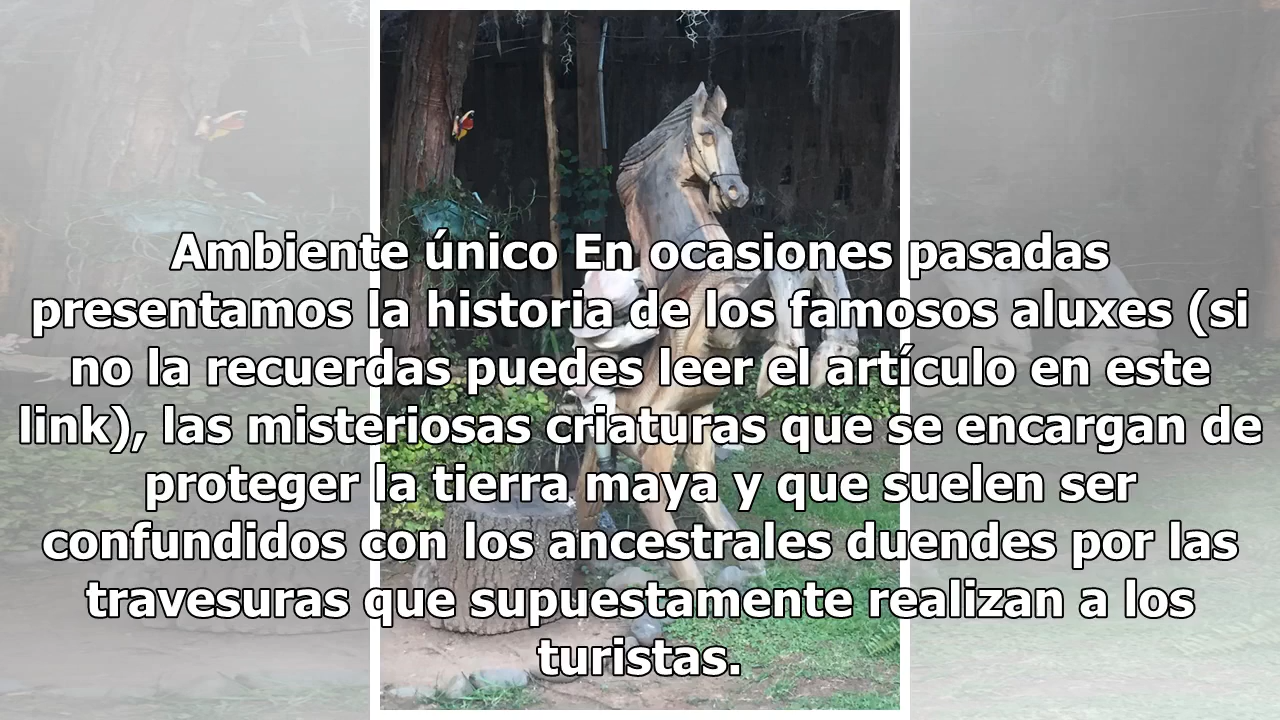 Ambiente único En ocasiones pasadas
presentamos la historia de los famosos aluxes (si
no la recuerdas puedes leer el artículo en este
link), las misteriosas criaturas que se encargan de
proteger la tierra maya y que suelen ser
confundidos con los ancestrales duendes por las
travesuras que supuestamente realizan a los
turistas.